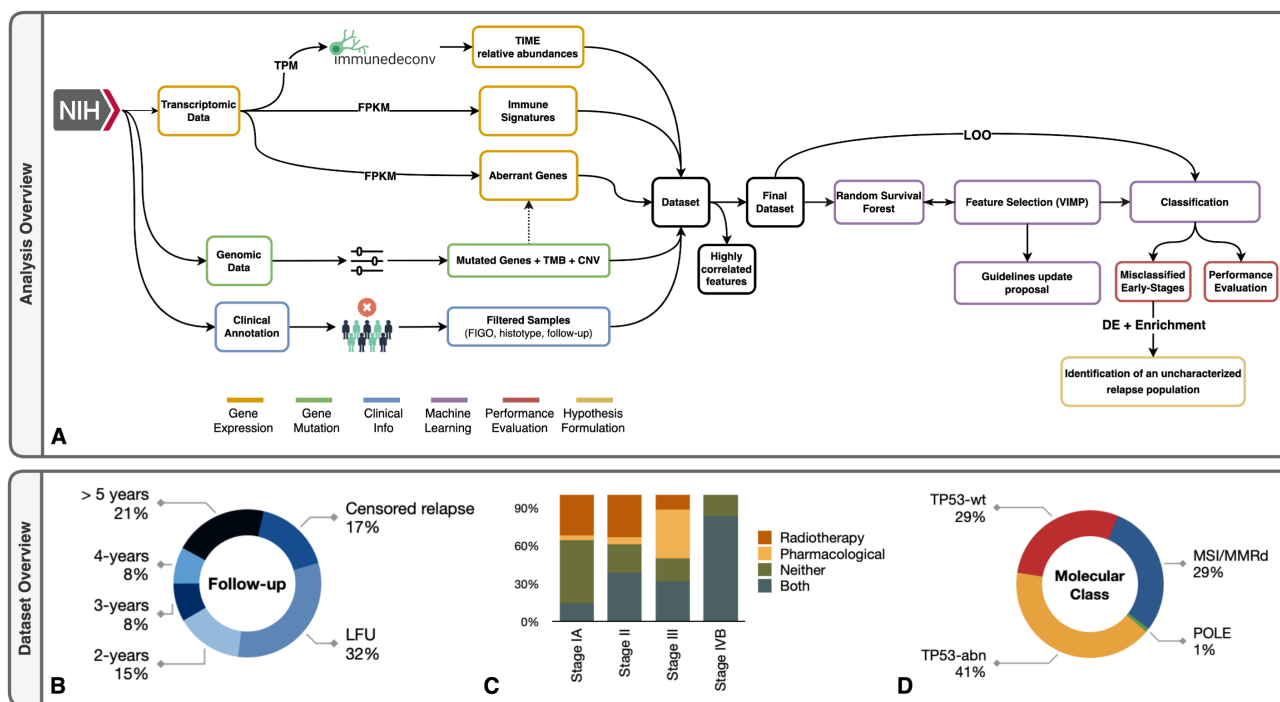 Analysis Overview
NIH
Transcriptomic
Data
TPM
immunedeconv
TIME
relative abundances
FPKM
Immune
Signatures
FPKM
Aberrant Genes
Genomic
Data
Mutated Genes + TMB + CNV
Clinical
Annotation
Filtered Samples
(FIGO, histotype, follow-up)
Dataset
Highly
correlated
features
Final
Dataset
LOO
Random Survival
Forest
Feature Selection (VIMP)
Classification
Guidelines update
proposal
Misclassified
Early-Stages
Performance
Evaluation
DE + Enrichment
Identification of an uncharacterized
relapse population
Gene
Expression
Gene
Mutation
Clinical
Info
Machine
Learning
Performance
Evaluation
Hypothesis
Formulation
A
Dataset Overview
> 5 years
21%
4-years
8%
3-years
8%
2-years
15%
Follow-up
Censored relapse
17%
LFU
32%
B
90%
60%
30%
0%
Stage IA
Stage II
Stage III
Stage IVB
Radiotherapy
Pharmacological
Neither
Both
C
TP53-wt
29%
Molecular
Class
MSI/MMRd
29%
POLE
1%
TP53-abn
41%
D